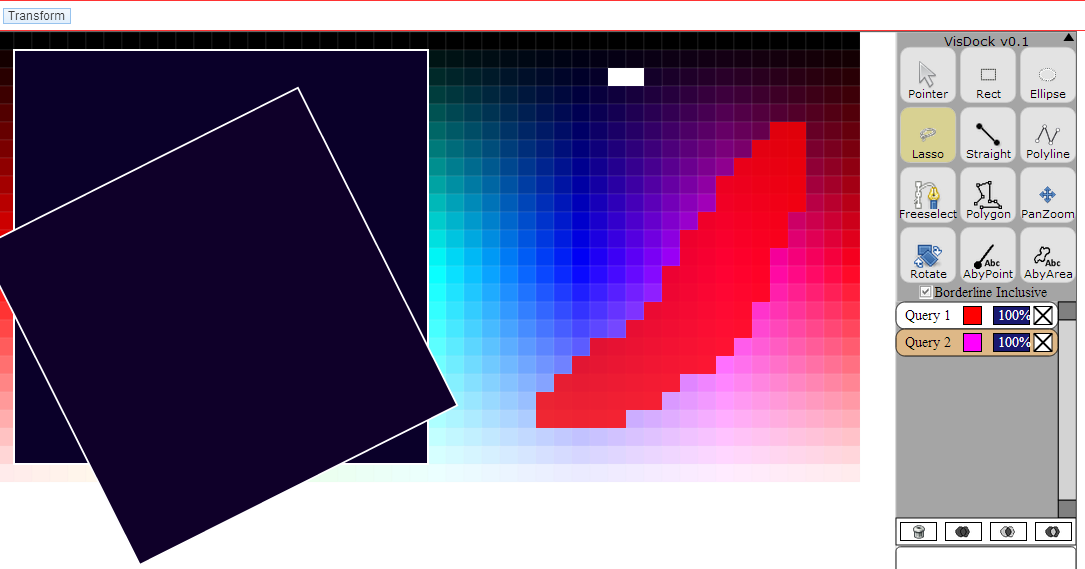 Transform
VisDock v0.1
Pointer Rect Ellipse
Lasso Straight Polyline
Freeselect Polygon PanZoom
Abc Abc
Rotate AbyPoint AbyArea
Borderline Inclusive
Query 1 100%
Query 2 100%